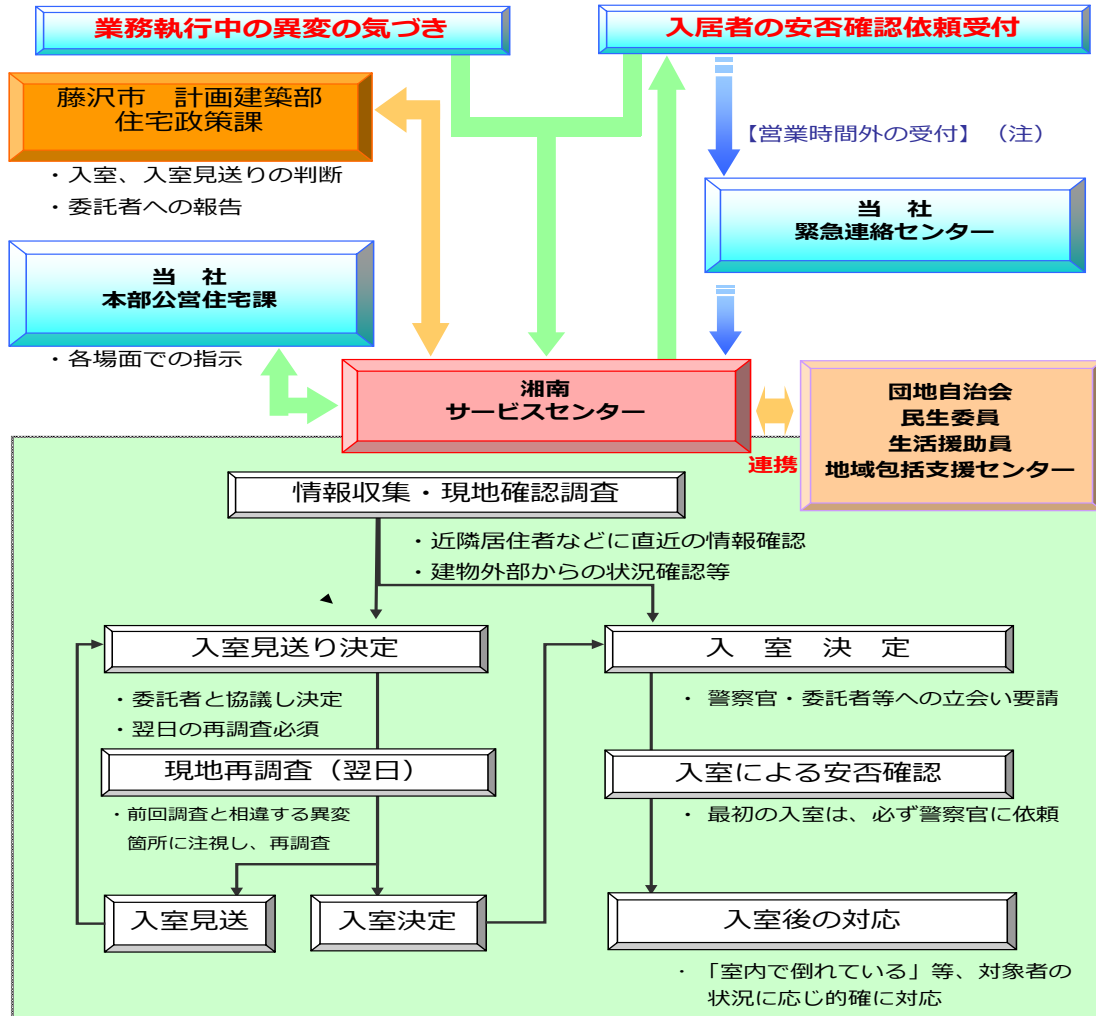 業務執行中の異変の気づき
入居者の安否確認依頼受付
藤沢市　計画建築部
住宅政策課
・入室、入室見送りの判断
・委託者への報告
【営業時間外の受付】（注）
当　社
緊急連絡センター
当　社
本部公営住宅課
・各場面での指示
湘南
サービスセンター
連携
団地自治会
民生委員
生活援助員
地域包括支援センター
情報収集・現地確認調査
・近隣居住者などに直近の情報確認
・建物外部からの状況確認等
入室見送り決定
・委託者と協議し決定
・翌日の再調査必須
現地再調査（翌日）
・前回調査と相違する異変
箇所に注視し、再調査
入室見送
入室決定
入　室　決　定
・ 警察官・委託者等への立会い要請
入室による安否確認
・ 最初の入室は、必ず警察官に依頼
入室後の対応
・ 「室内で倒れている」等、対象者の
状況に応じ的確に対応